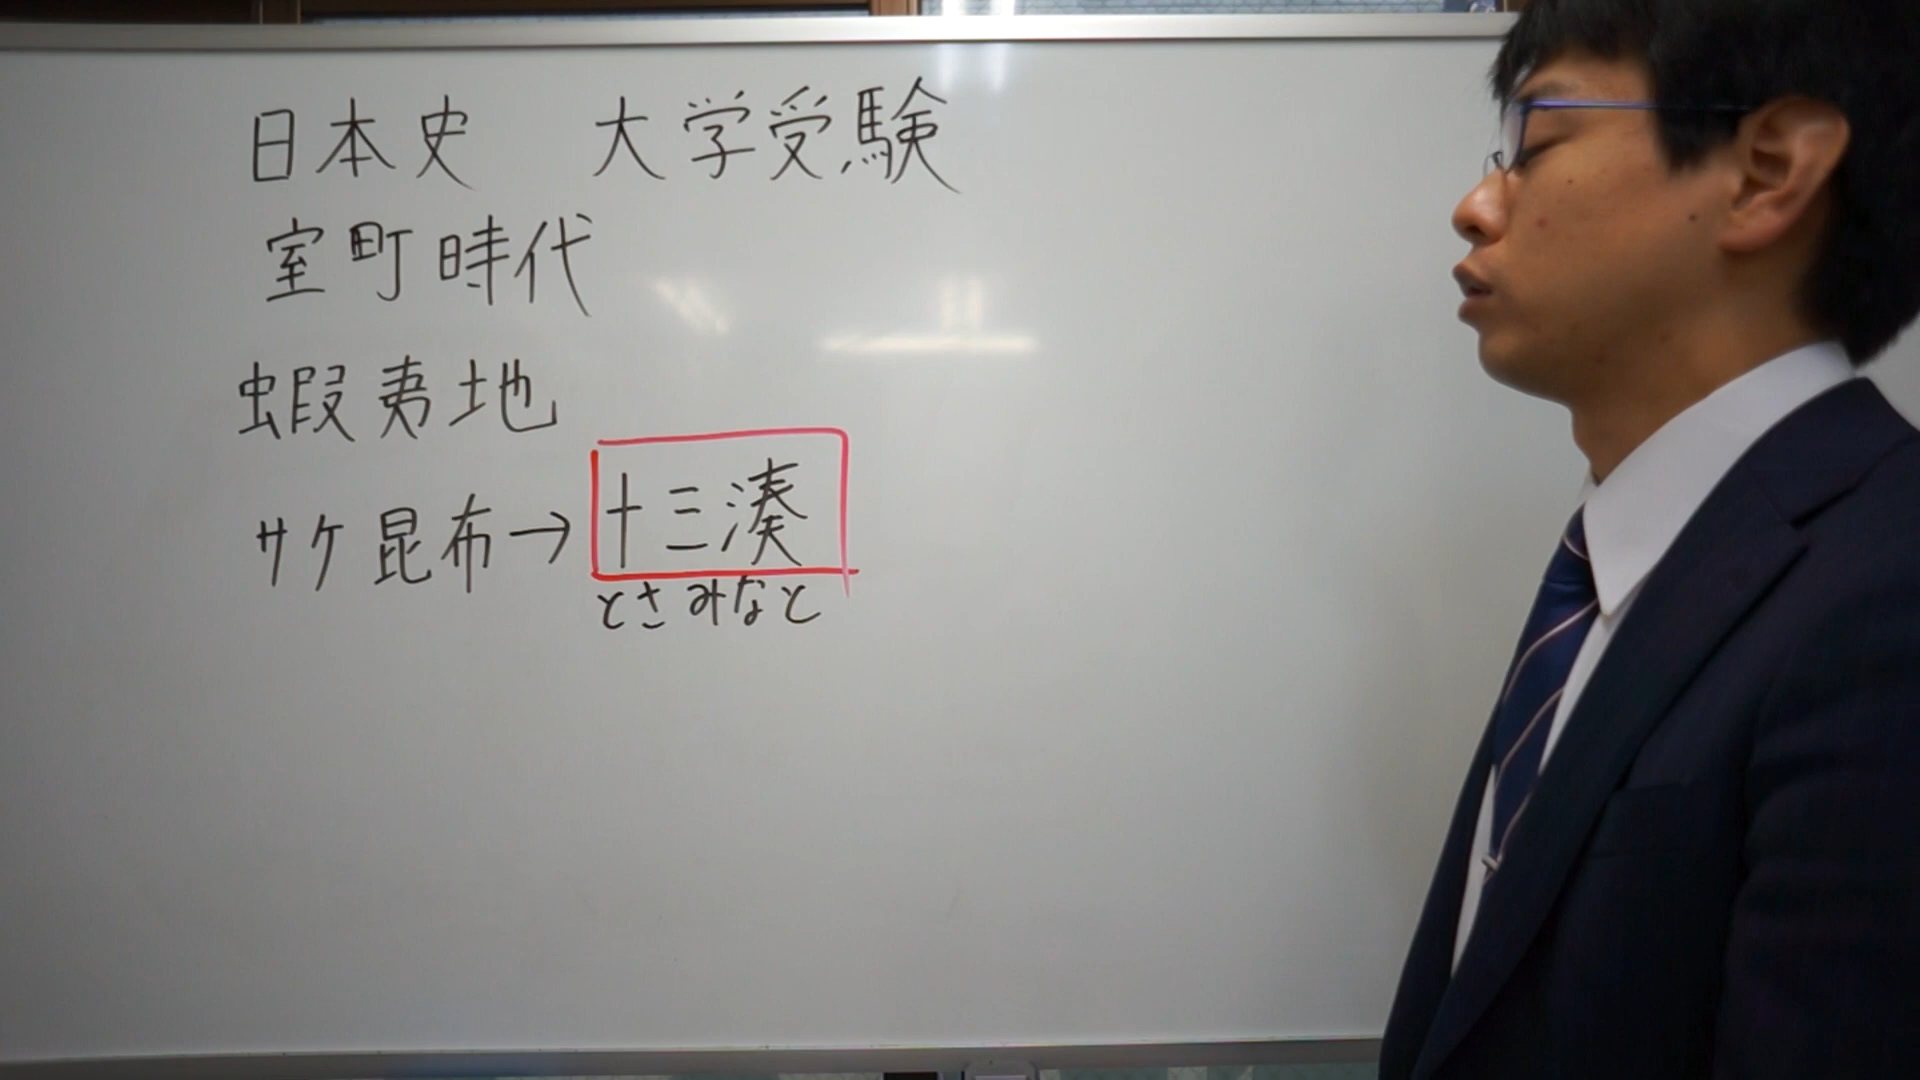 日本史　大学受験
室町時代
蝦夷地
サケ昆布→十三湊
とさみなと